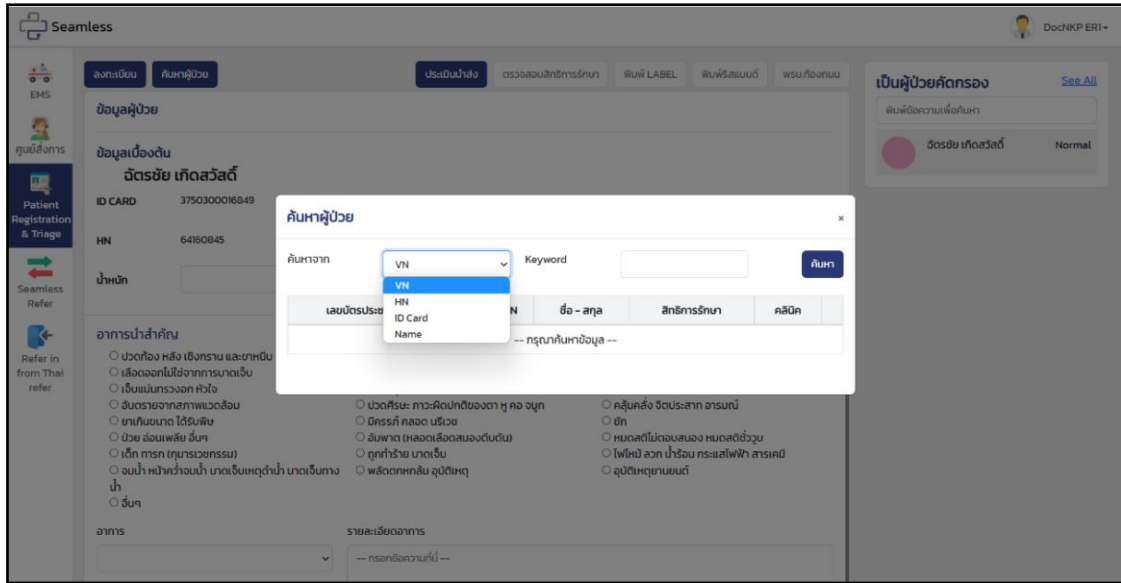 Seamless
DocNKP ER1
EMS
ศูนย์สั่งการ
Patient Registration & Triage
Seamless Refer
Refer in from Thai refer
ลงทะเบียน ค้นหาผู้ป่วย ประเมินนำส่ง ตรวจสอบสิทธิการรักษา พิมพ์ LABEL พิมพ์ริสแบนด์ พรบ.ท้องถนน
ข้อมูลผู้ป่วย
ข้อมูลเบื้องต้น
ฉัตรชัย เกิดสวัสดิ์
ID CARD 3750300016849
HN 64160845
น้ำหนัก
ค้นหาผู้ป่วย ×
ค้นหาจาก VN Keyword ค้นหา
VN
HN
ID Card
Name
เลขบัตรประช N ชื่อ - สกุล สิทธิการรักษา คลินิค
-- กรุณาค้นหาข้อมูล --
อาการนำสำคัญ
ปวดท้อง หลัง เชิงกราน และขาหนีบ
เลือดออกไม่ใช่จากการบาดเจ็บ
เจ็บแน่นทรวงอก หัวใจ
อันตรายจากสภาพแวดล้อม ปวดศีรษะ ภาวะผิดปกติของตา หู คอ จมูก คลุ้มคลั่ง จิตประสาท อารมณ์
ยาเกินขนาด ได้รับพิษ มีครรภ์ คลอด นรีเวช ชัก
ป่วย อ่อนเพลีย อื่นๆ อัมพาต (หลอดเลือดสมองตีบตัน) หมดสติไม่ตอบสนอง หมดสติชั่ววูบ
เด็ก ทารก (กุมารเวชกรรม) ถูกทำร้าย บาดเจ็บ ไฟไหม้ ลวก น้ำร้อน กระแสไฟฟ้า สารเคมี
จมน้ำ หน้าคว่ำจมน้ำ บาดเจ็บเหตุดำน้ำ บาดเจ็บทาง พลัดตกหกล้ม อุบัติเหตุ อุบัติเหตุยานยนต์
น้ำ
อื่นๆ
อาการ รายละเอียดอาการ
-- กรอกข้อความที่นี่ --
เป็นผู้ป่วยคัดกรอง See All
พิมพ์ข้อความเพื่อค้นหา
ฉัตรชัย เกิดสวัสดิ์ Normal